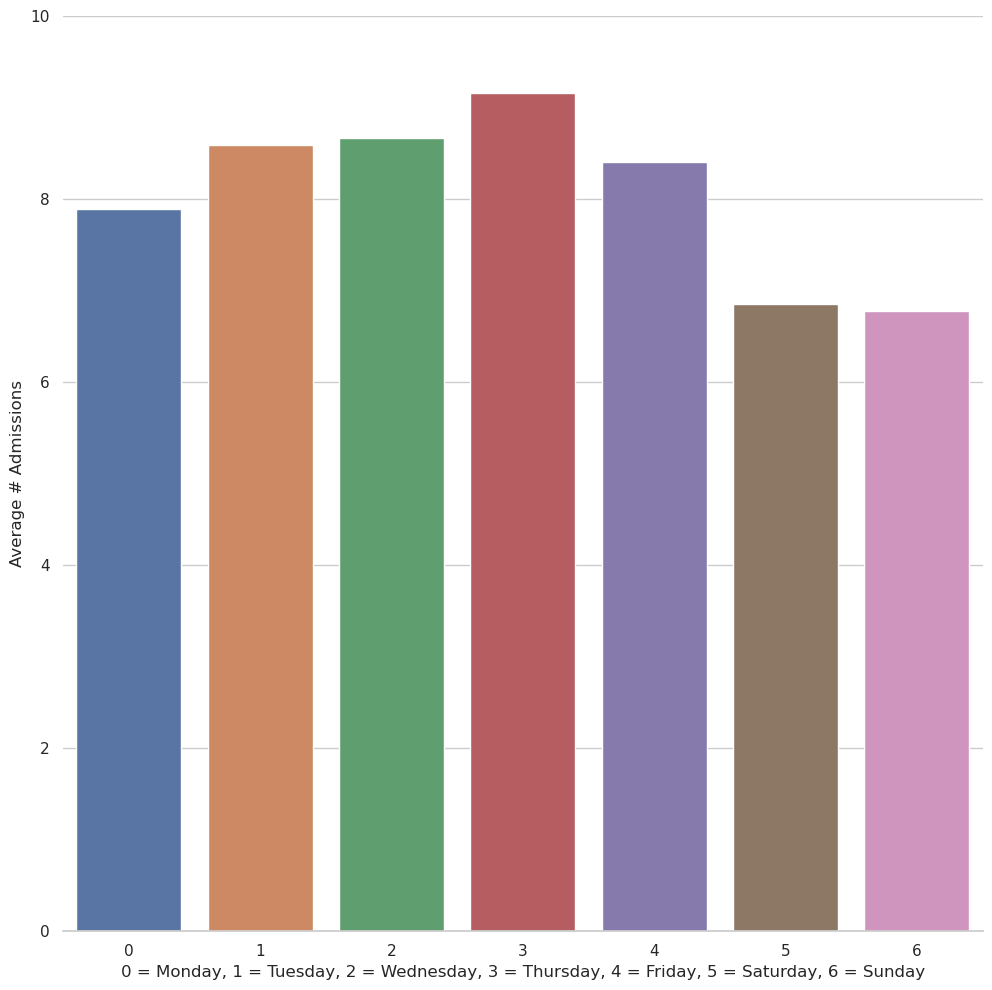 10
8
6
4
2
0
Average # Admissions
0 1 2 3 4 5 6
0 = Monday, 1 = Tuesday, 2 = Wednesday, 3 = Thursday, 4 = Friday, 5 = Saturday, 6 = Sunday